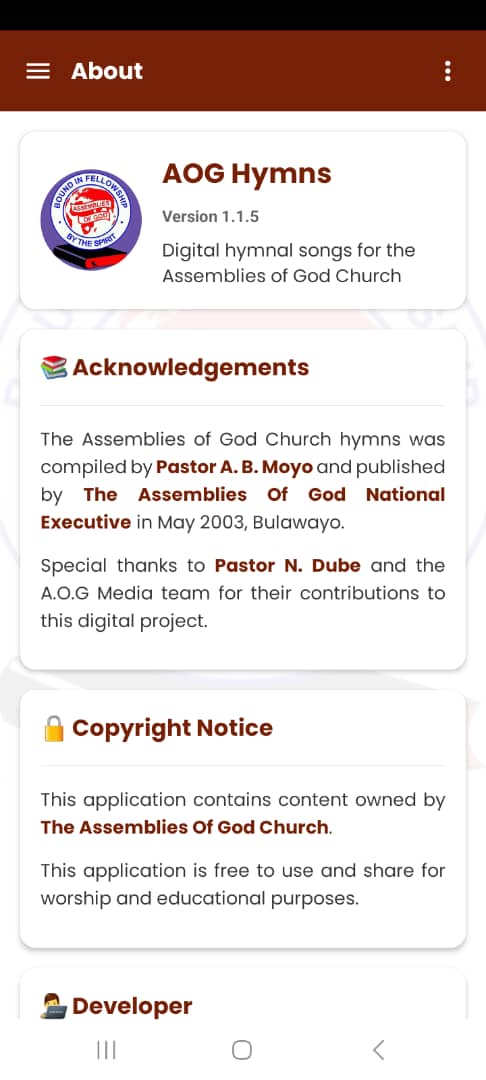 About
AOG Hymns
BOUND IN FELLOWSHIP
ASSEMBLIES
OF GOD
BY THE SPIRIT
Version 1.1.5
Digital hymnal songs for the
Assemblies of God Church
Acknowledgements
The Assemblies of God Church hymns was
compiled by Pastor A. B. Moyo and published
by The Assemblies Of God National
Executive in May 2003, Bulawayo.
Special thanks to Pastor N. Dube and the
A.O.G Media team for their contributions to
this digital project.
Copyright Notice
This application contains content owned by
The Assemblies Of God Church.
This application is free to use and share for
worship and educational purposes.
Developer